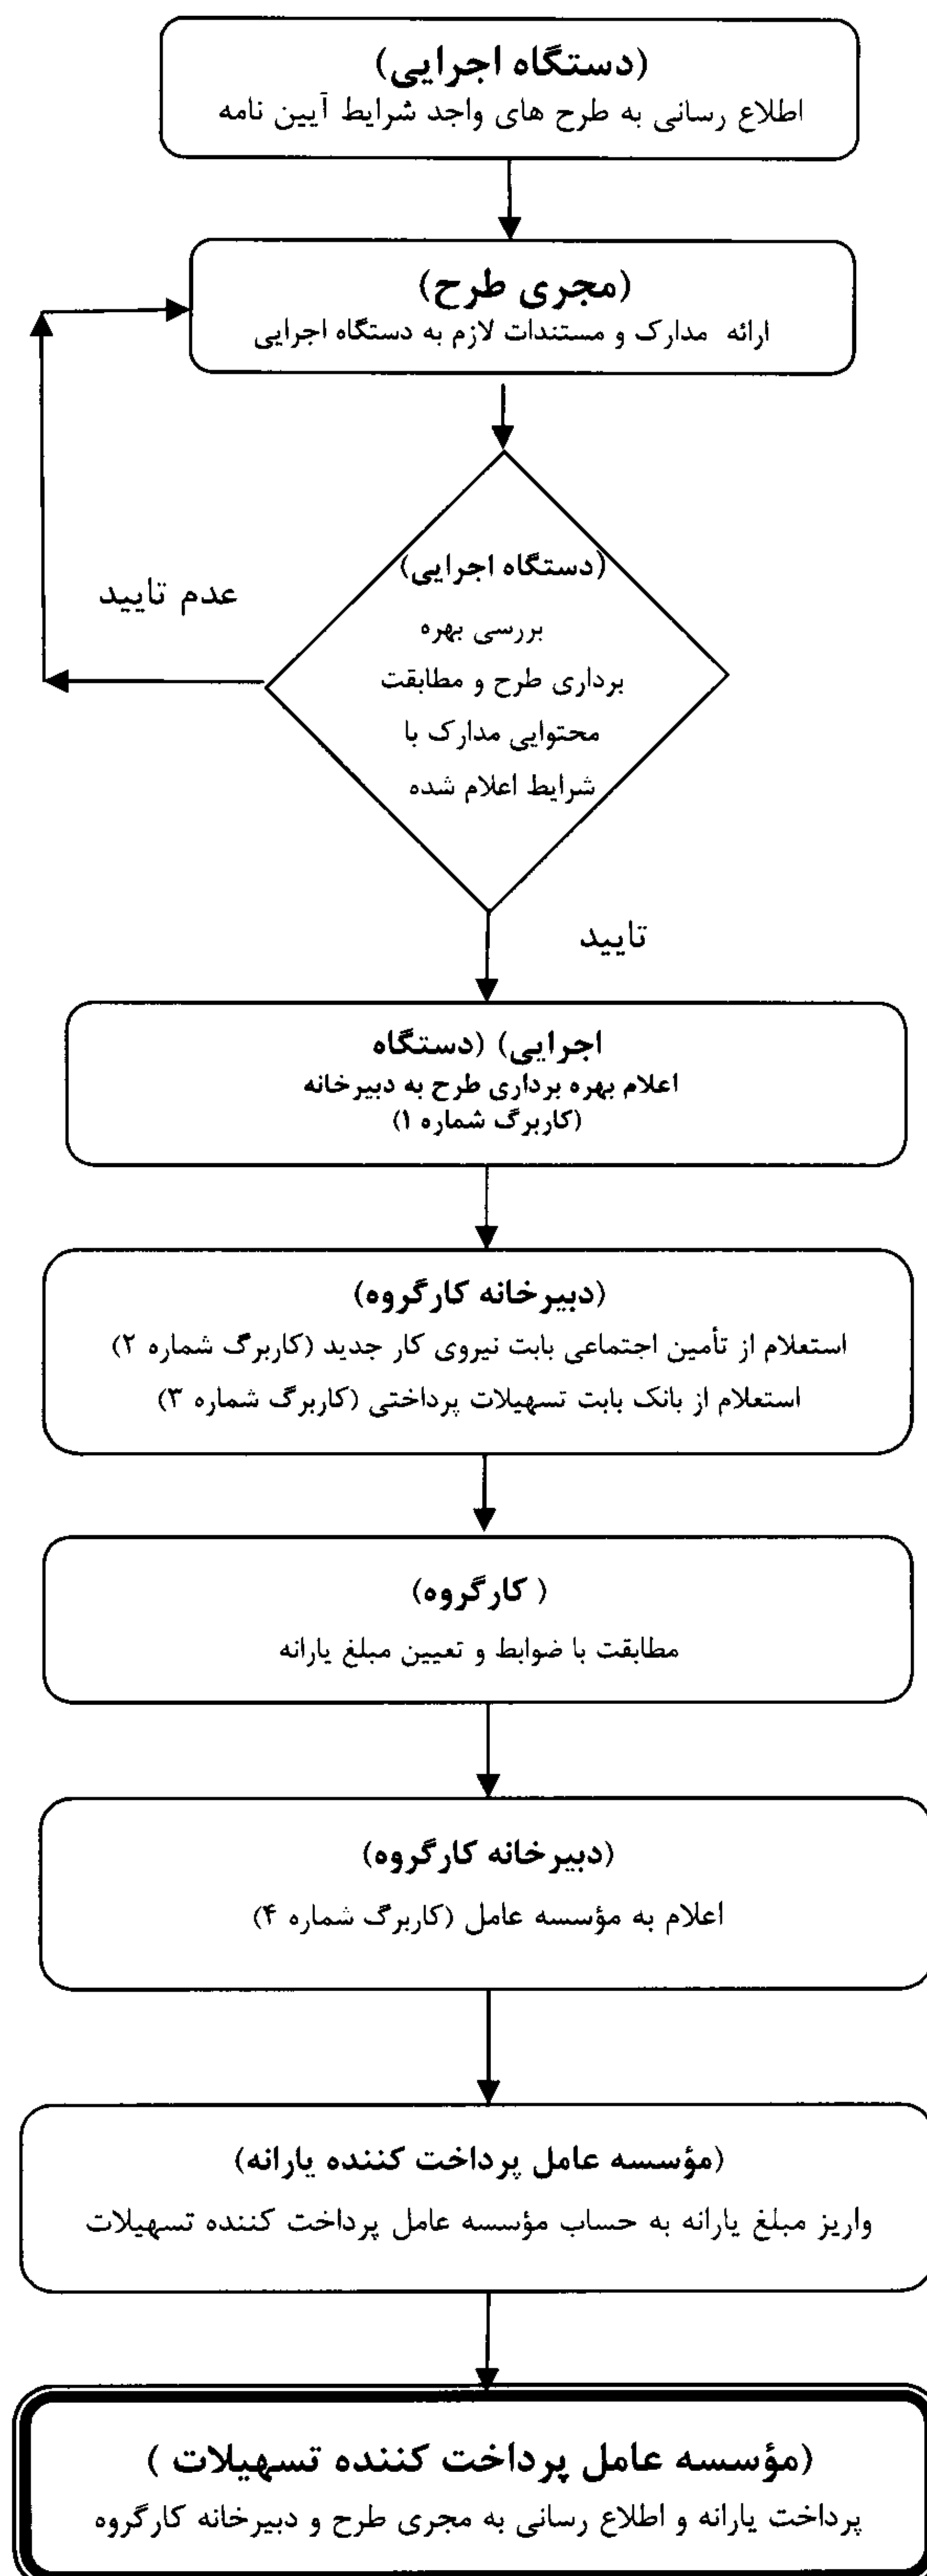 (دستگاه اجرایی)
اطلاع رسانی به طرح های واجد شرایط آیین نامه
(مجری طرح)
ارائه مدارک و مستندات لازم به دستگاه اجرایی
(دستگاه اجرایی)
بررسی بهره
برداری طرح و مطابقت
محتوایی مدارک با
شرایط اعلام شده
عدم تایید
تایید
اجرایی) (دستگاه
اعلام بهره برداری طرح به دبیرخانه
(کاربرگ شماره ۱)
(دبیرخانه کارگروه)
استعلام از تأمین اجتماعی بابت نیروی کار جدید (کاربرگ شماره ۲)
استعلام از بانک بابت تسهیلات پرداختی (کاربرگ شماره ۳)
( کارگروه)
مطابقت با ضوابط و تعیین مبلغ یارانه
(دبیرخانه کارگروه)
اعلام به مؤسسه عامل (کاربرگ شماره ۴)
(مؤسسه عامل پرداخت کننده یارانه)
واریز مبلغ یارانه به حساب مؤسسه عامل پرداخت کننده تسهیلات
(مؤسسه عامل پرداخت کننده تسهیلات )
پرداخت یارانه و اطلاع رسانی به مجری طرح و دبیرخانه کارگروه